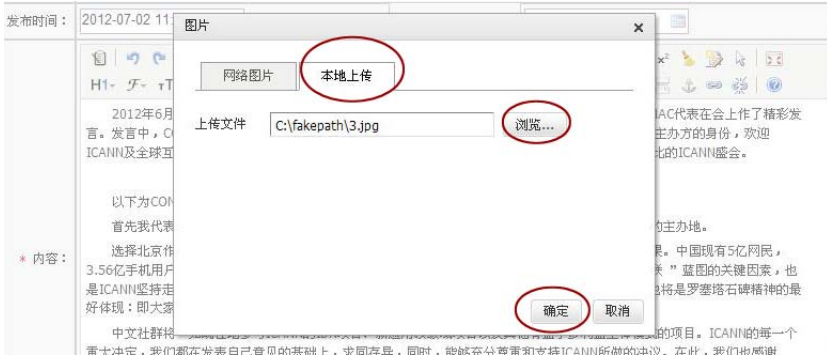 发布时间： 2012-07-02 11:
图片
H1- F- тT
网络图片 本地上传
上传文件 C:\fakepath\3.jpg 浏览...
* 内容：
2012年6月
AC代表在会上作了精彩发
言。发言中，CO
主办方的身份，欢迎
ICANN及全球互
比的ICANN盛会。
以下为CON
首先我代表
的主办地。
选择北京作
果。中国现有5亿网民，
3.56亿手机用户
”蓝图的关键因素，也
是ICANN坚持走
将是罗塞塔石碑精神的最
好体现：即大家
确定 取消
中文社群将
的项目。ICANN的每一个
重大决定，我们都在发表自己意见的基础上，求同存异，同时，能够充分尊重和支持ICANN所做的决议。在此，我们也感谢